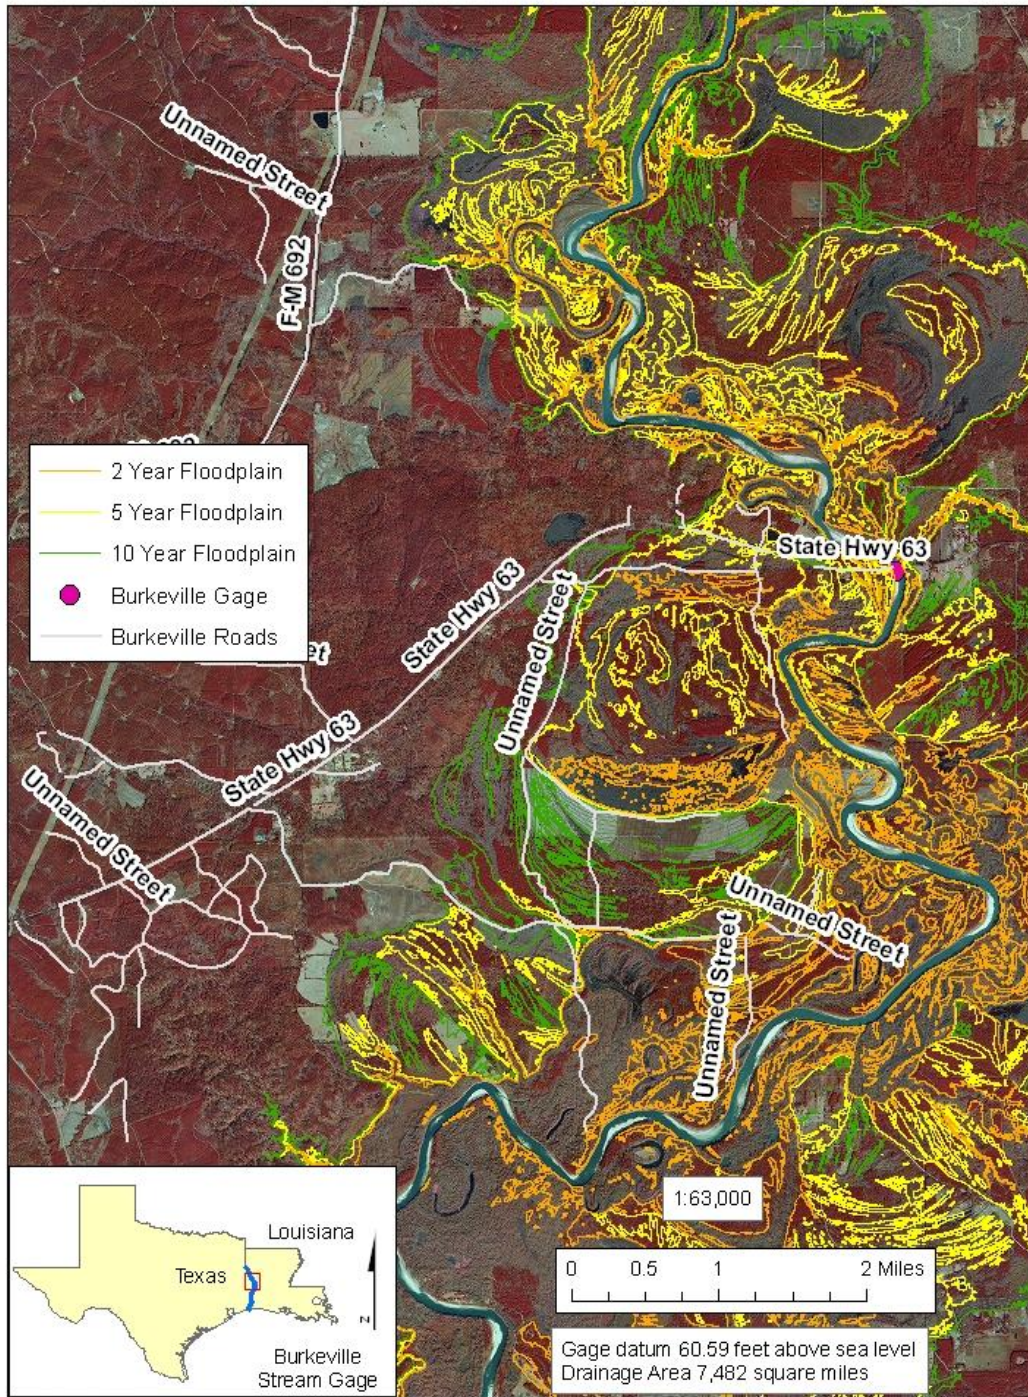 Unnamed Street
F-M 692
2 Year Floodplain
5 Year Floodplain
10 Year Floodplain
Burkeville Gage
Burkeville Roads
State Hwy 63
State Hwy 63
Unnamed Street
State Hwy 63
Unnamed Street
Unnamed Street
Unnamed Street
1:63,000
0 0.5 1 2 Miles
Gage datum 60.59 feet above sea level
Drainage Area 7,482 square miles
Louisiana
Texas
Z
Burkeville
Stream Gage